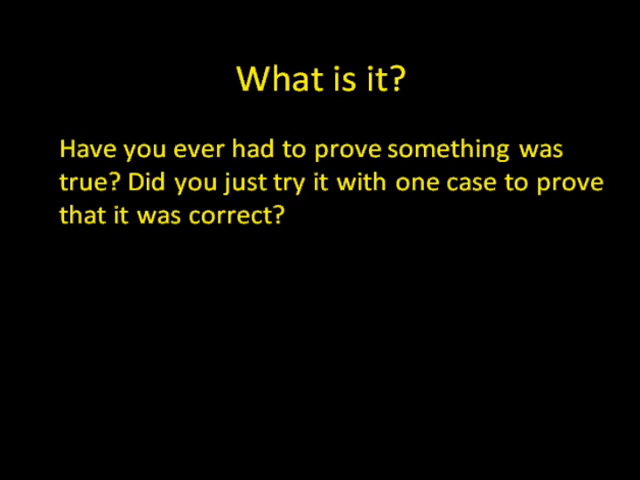 What is it?
Have you ever had to prove something was
true? Did you just try it with one case to prove
that it was correct?